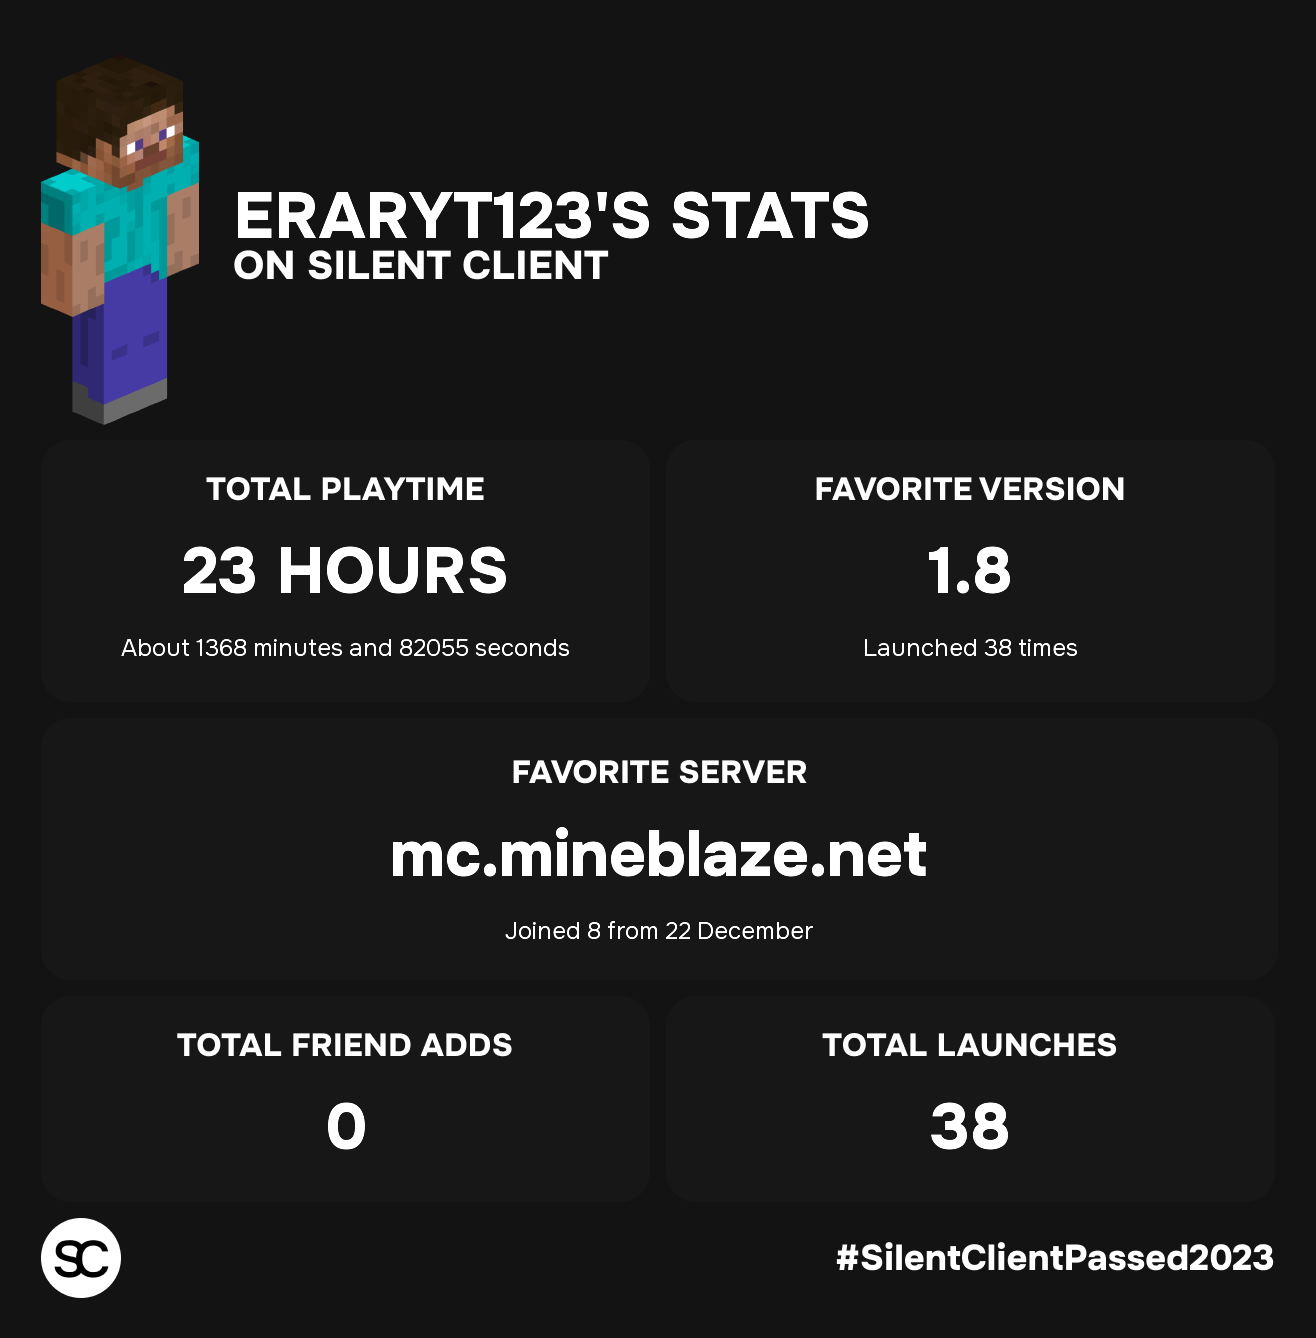 ERARYT123'S STATS
ON SILENT CLIENT
TOTAL PLAYTIME
23 HOURS
About 1368 minutes and 82055 seconds
FAVORITE VERSION
1.8
Launched 38 times
FAVORITE SERVER
mc.mineblaze.net
Joined 8 from 22 December
TOTAL FRIEND ADDS
0
TOTAL LAUNCHES
38
SC
#SilentClientPassed2023